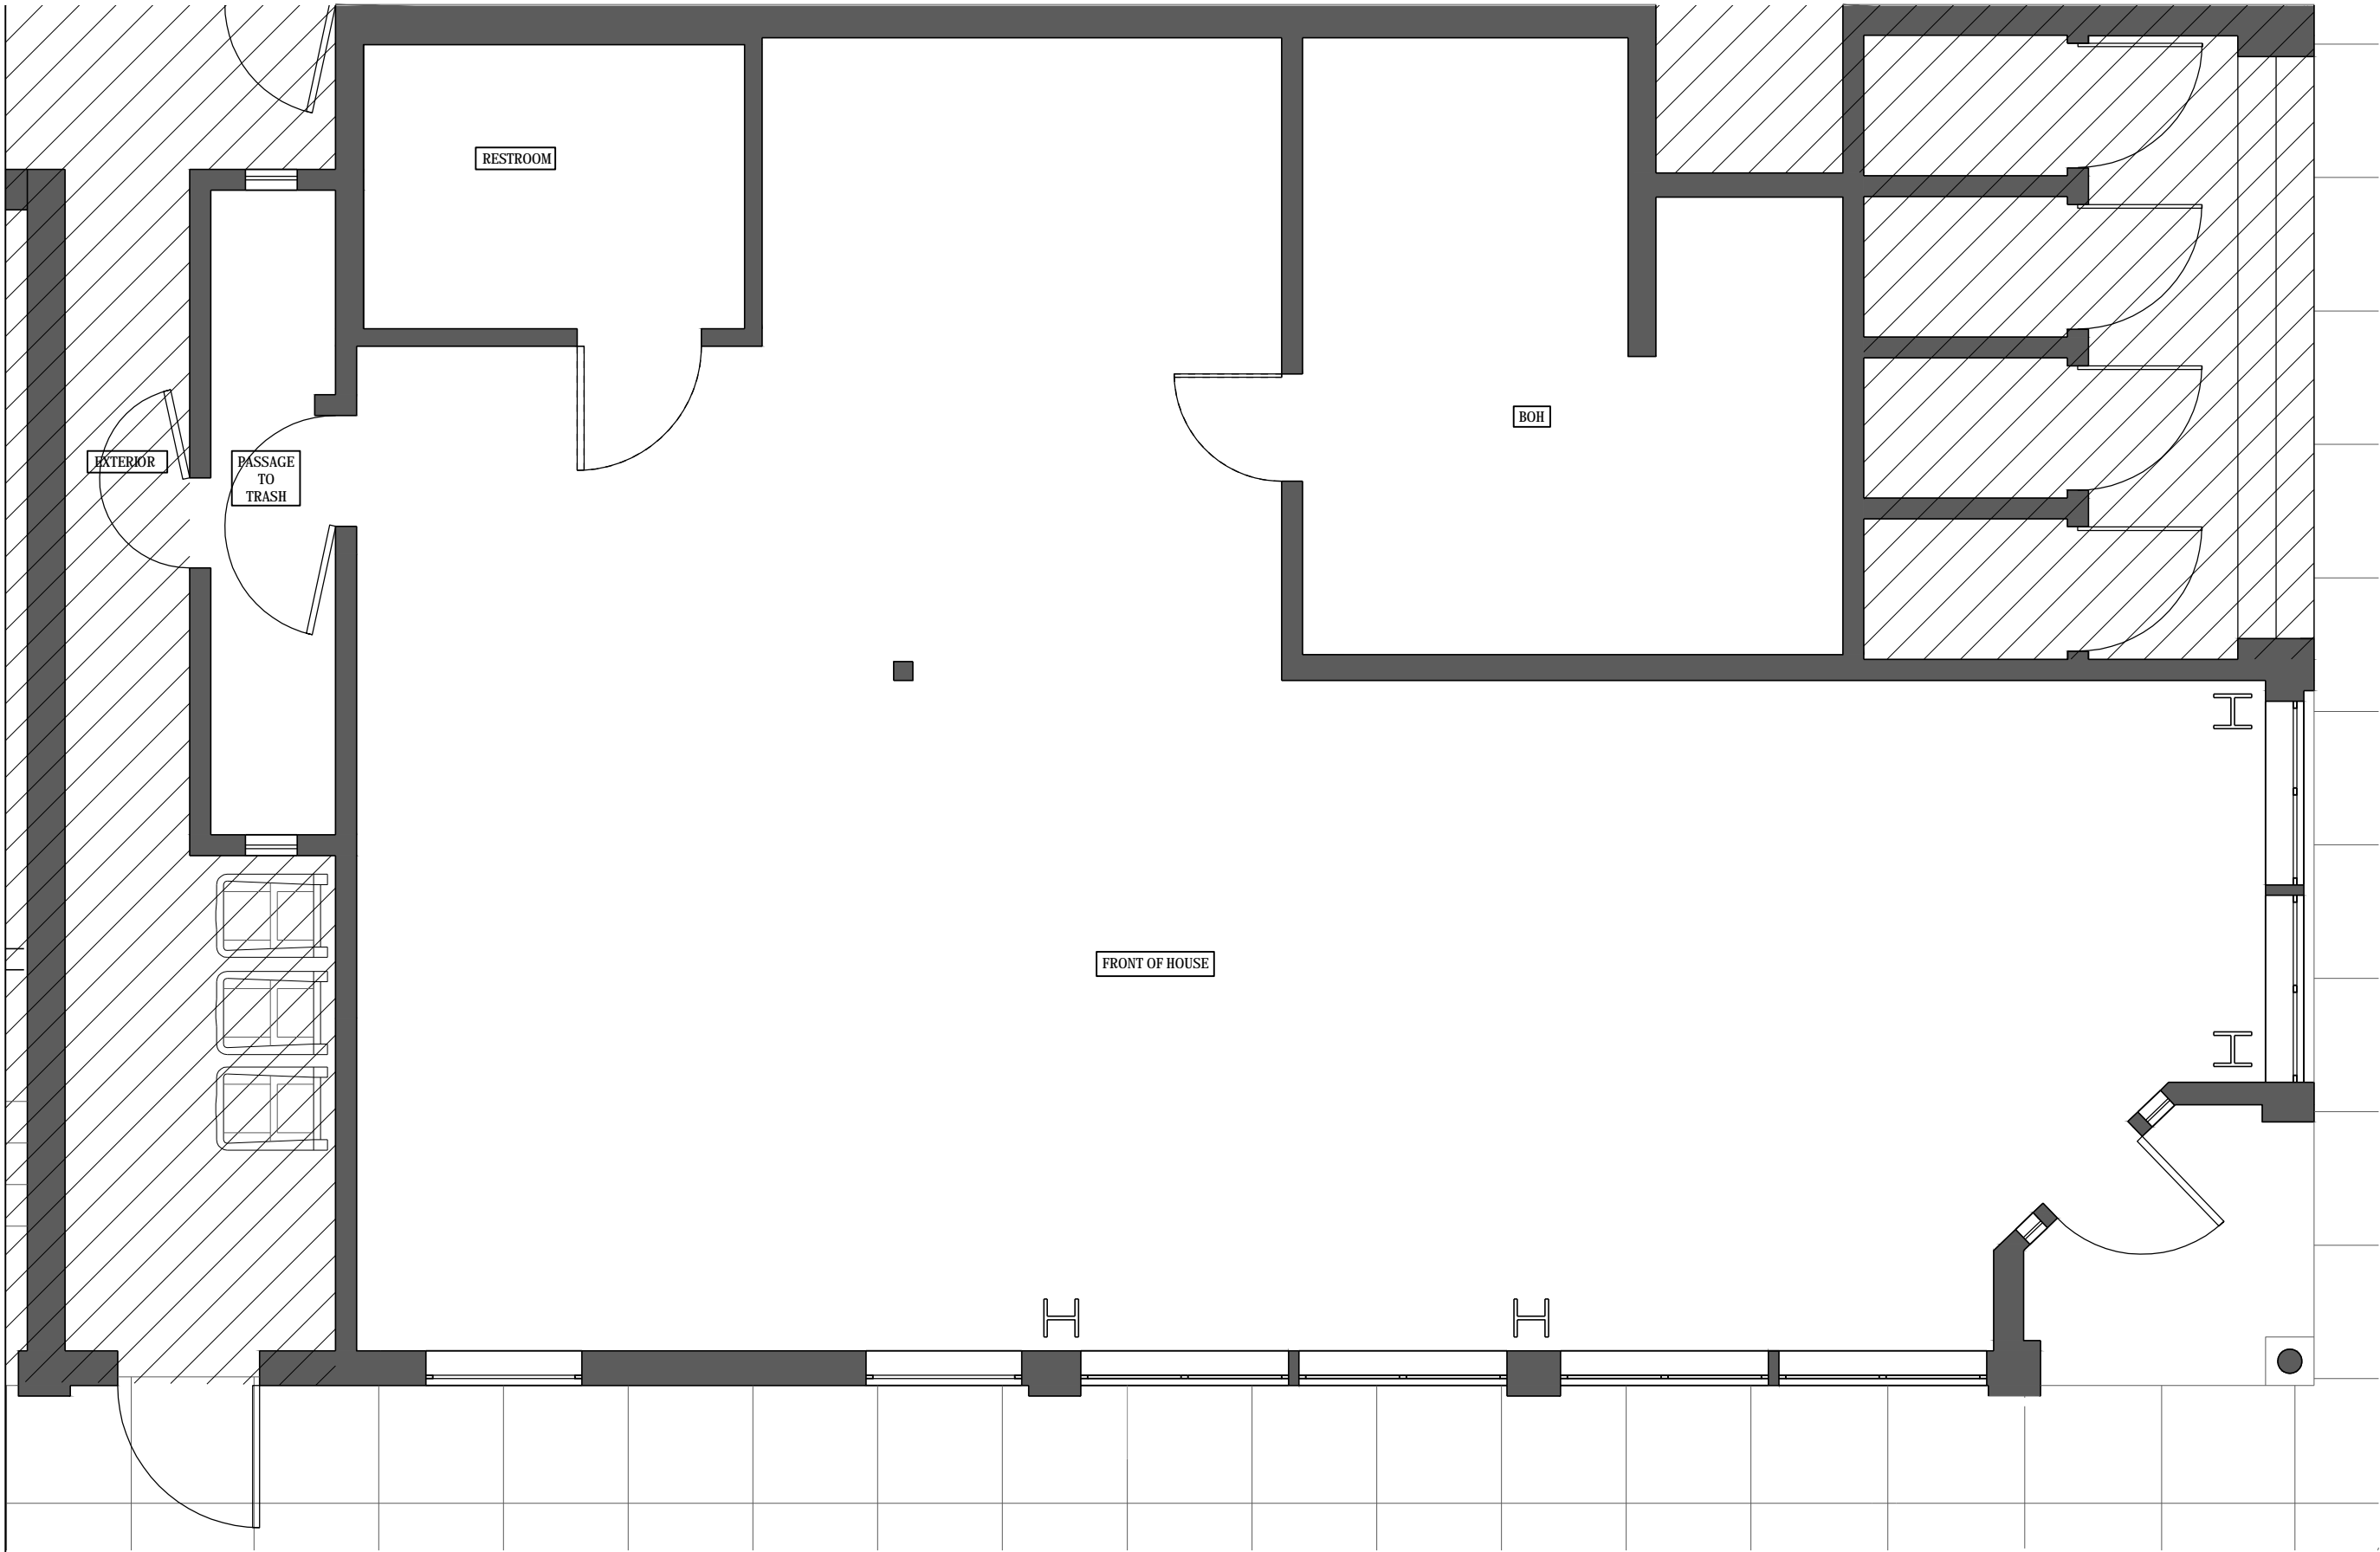 RESTROOM
BOH
EXTERIOR
PASSAGE
TO
TRASH
FRONT OF HOUSE